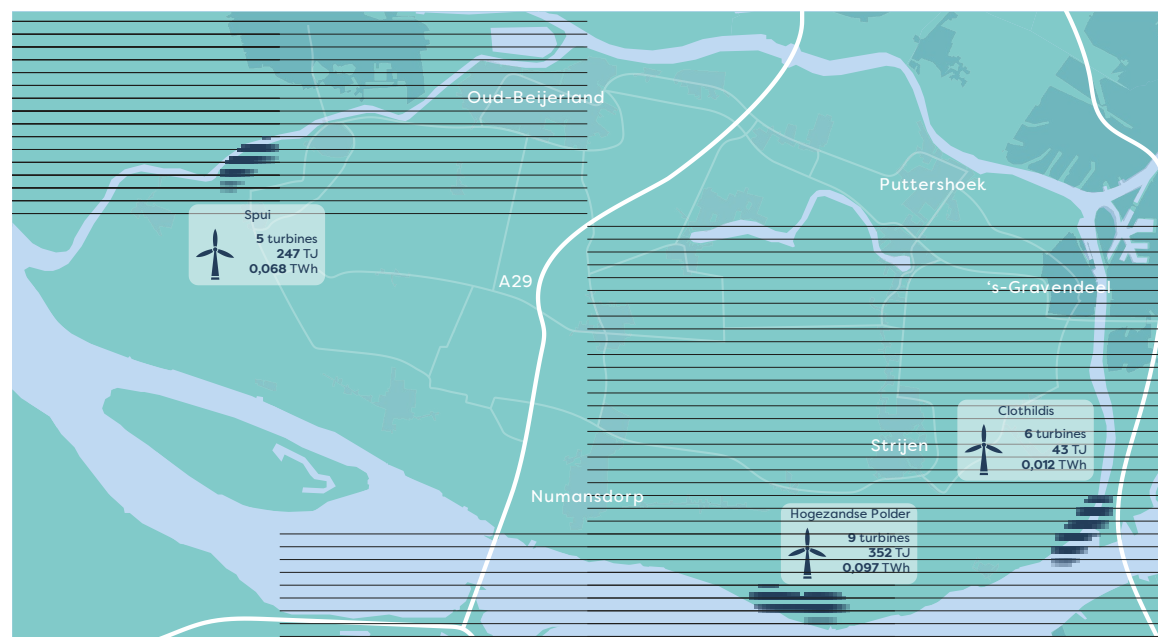 Oud-Beijerland
Puttershoek
Spui
5 turbines
247 TJ
0,068 TWh
A29
‘s-Gravendeel
Clothildis
6 turbines
43 TJ
0,012 TWh
Strijen
Numansdorp
Hogezandse Polder
9 turbines
352 TJ
0,097 TWh